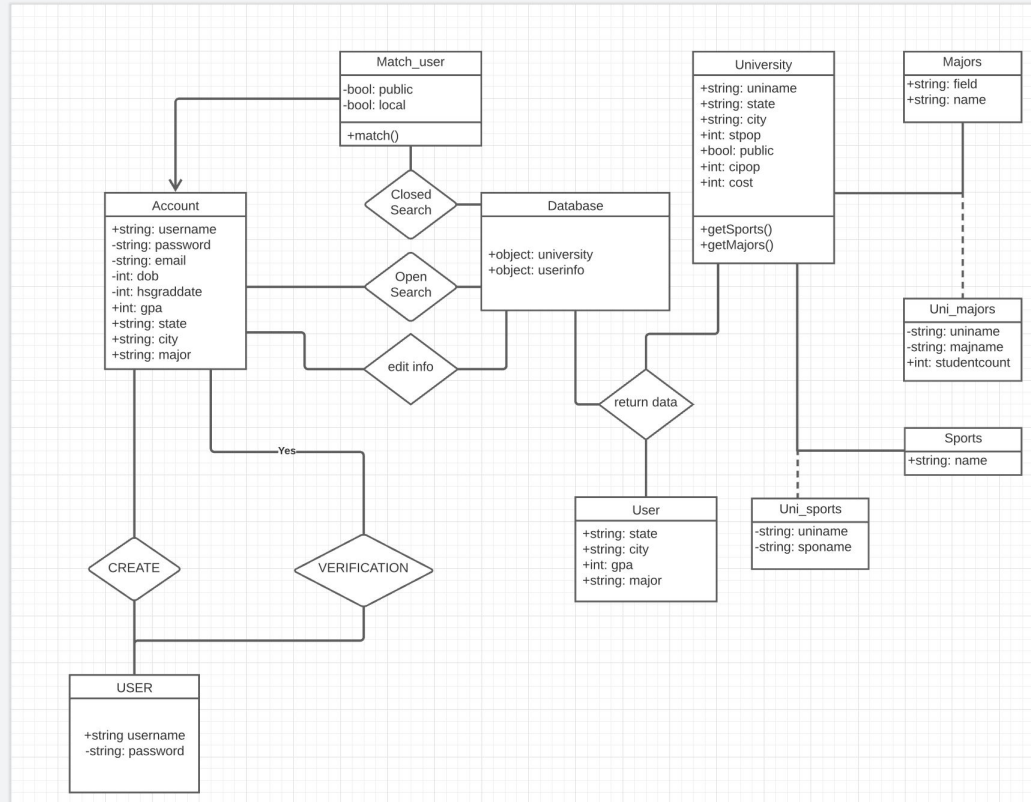 Match_user
-bool: public
-bool: local
+match()
University
+string: uniname
+string: state
+string: city
+int: stpop
+bool: public
+int: cipop
+int: cost
+getSports()
+getMajors()
Majors
+string: field
+string: name
Closed
Search
Account
+string: username
-string: password
-string: email
-int: dob
-int: hsgraddate
+int: gpa
+string: state
+string: city
+string: major
Database
+object: university
+object: userinfo
Open
Search
edit info
return data
Uni_majors
-string: uniname
-string: majname
+int: studentcount
Sports
+string: name
Yes
User
+string: state
+string: city
+int: gpa
+string: major
Uni_sports
-string: uniname
-string: sponame
CREATE
VERIFICATION
USER
+string username
-string: password